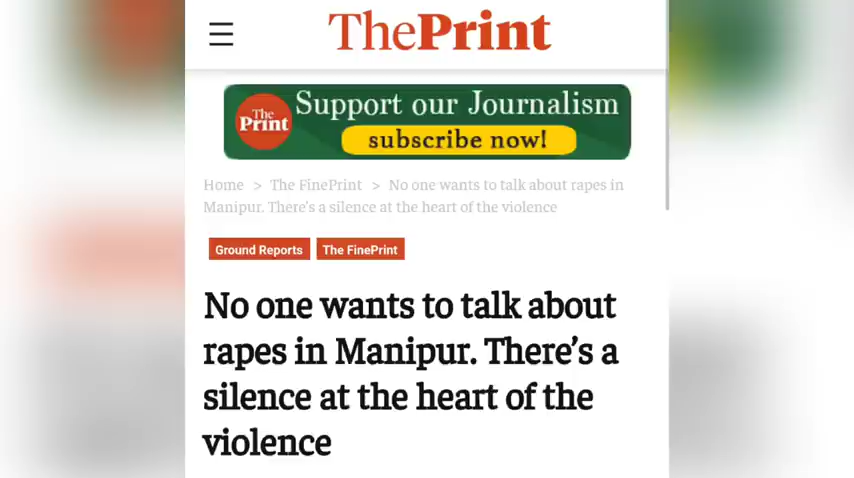 ThePrint
The
Print
Support our Journalism
subscribe now!
Home > The FinePrint > No one wants to talk about rapes in
Manipur. There's a silence at the heart of the violence
Ground Reports The FinePrint
No one wants to talk about
rapes in Manipur. There’s a
silence at the heart of the
violence